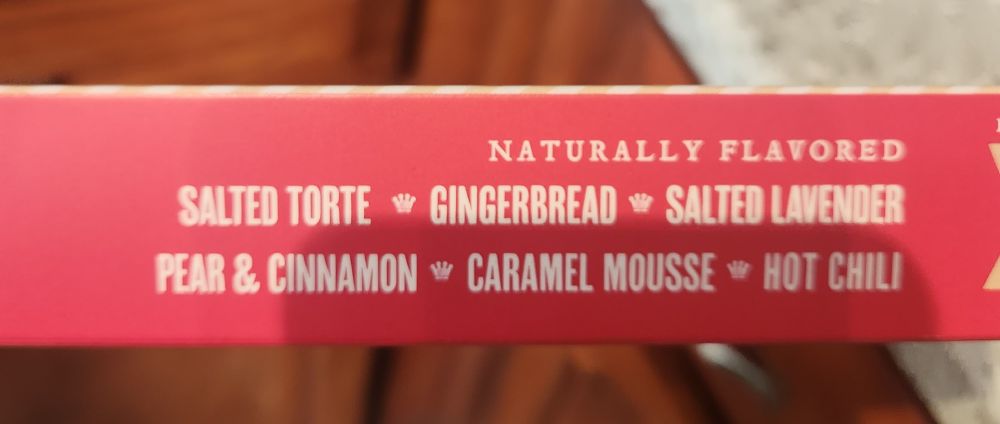 NATURALLY FLAVORED
SALTED TORTE GINGERBREAD SALTED LAVENDER
PEAR & CINNAMON CARAMEL MOUSSE HOT CHILI